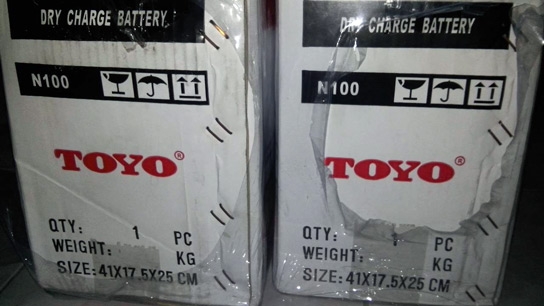 DRY CHARGE BATTERY
N100
TOYO®
QTY: 1 PC
WEIGHT: KG
SIZE: 41X17.5X25 CM
DRY CHARGE BATTERY
N100
TOYO®
QTY: 1 PC
WEIGHT: KG
SIZE: 41X17.5X25 CM